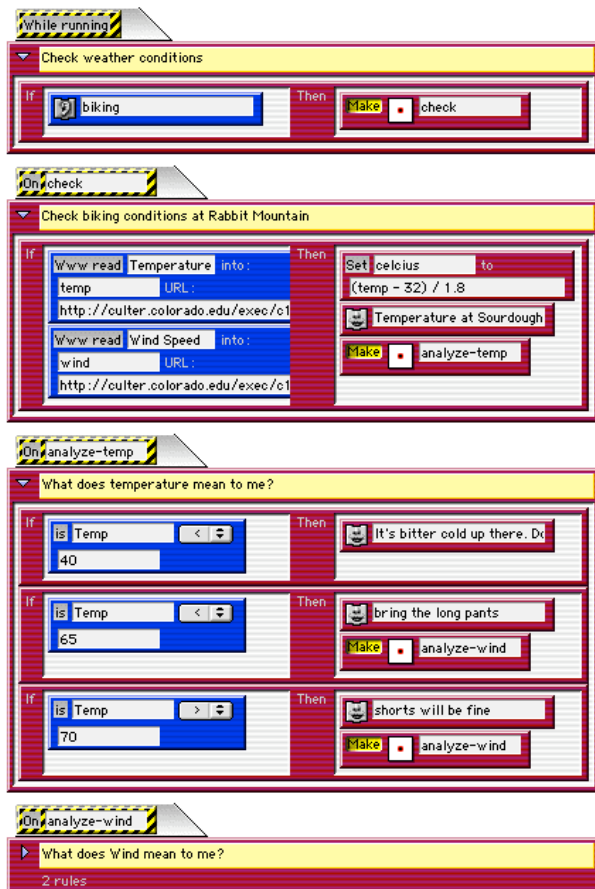 While running
Check weather conditions
If
biking
Then
Make check
On check
Check biking conditions at Rabbit Mountain
If
Www read Temperature into:
temp URL:
http://culter.colorado.edu/exec/c1
Www read Wind Speed into:
wind URL:
http://culter.colorado.edu/exec/c1
Then
Set celcius to
(temp - 32) / 1.8
Temperature at Sourdough
Make analyze-temp
On analyze-temp
What does temperature mean to me?
If
is Temp <
40
Then
It's bitter cold up there. Do
If
is Temp <
65
Then
bring the long pants
Make analyze-wind
If
is Temp >
70
Then
shorts will be fine
Make analyze-wind
On analyze-wind
What does Wind mean to me?
2 rules